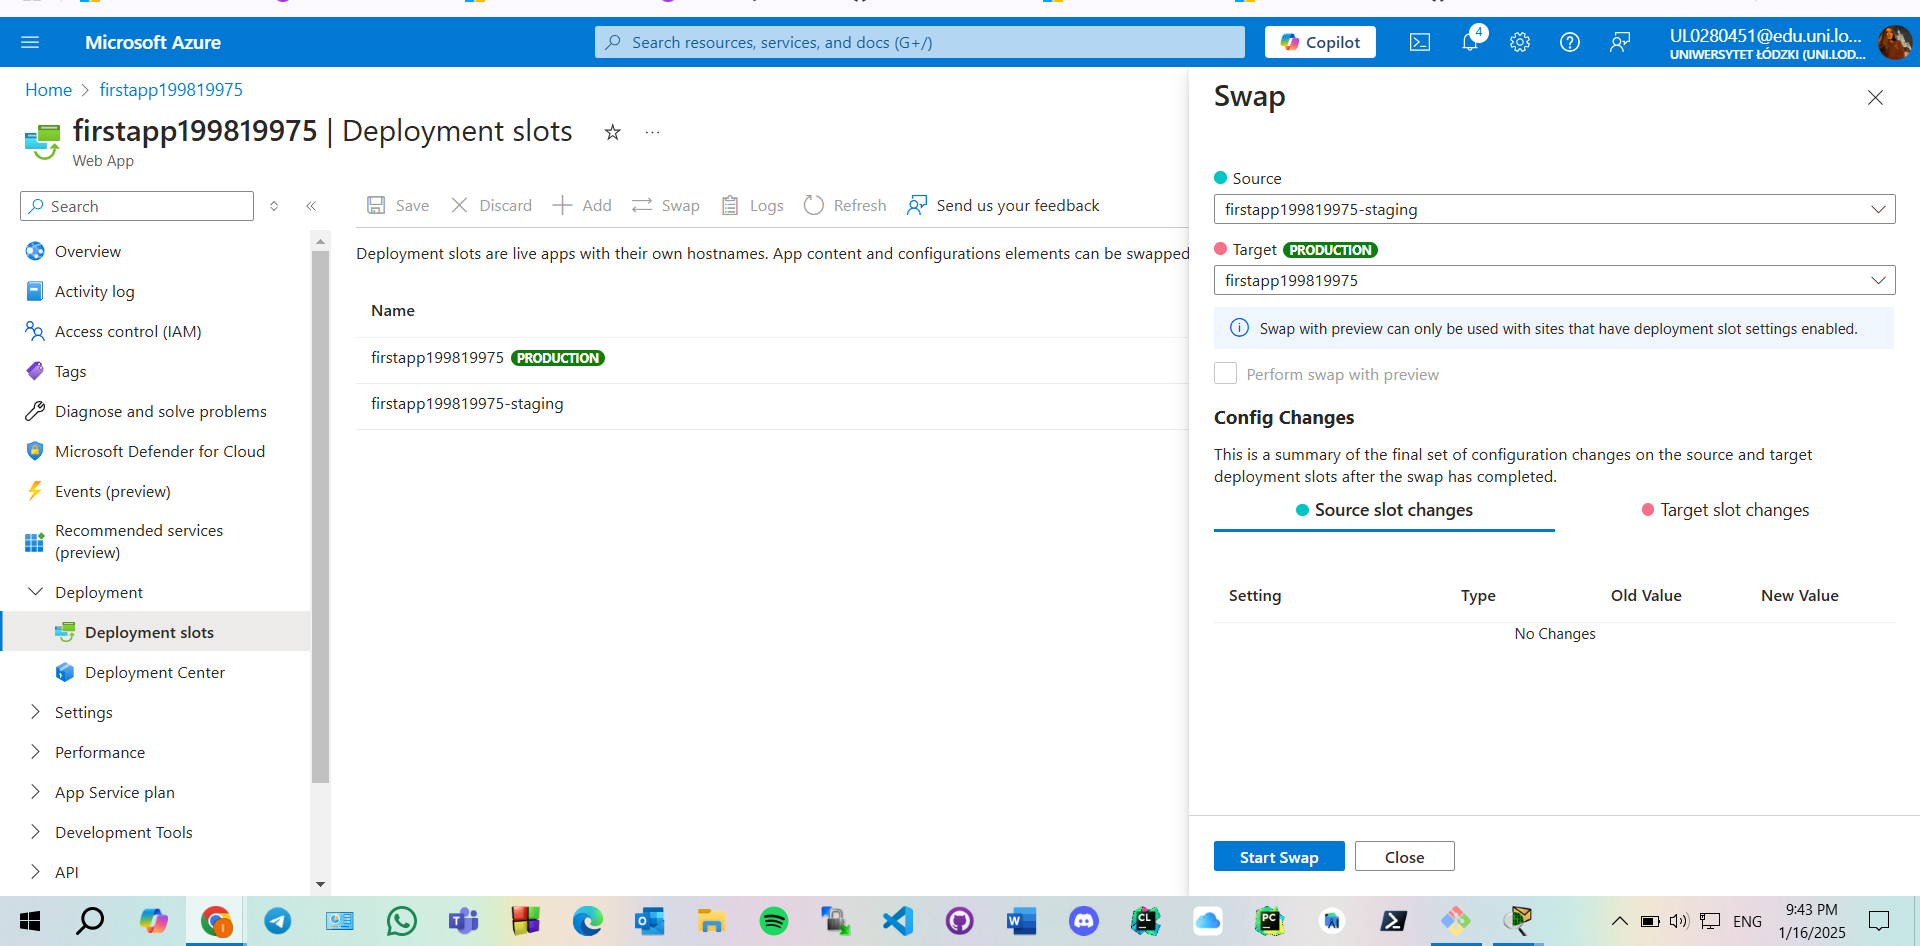 Microsoft Azure
Search resources, services, and docs (G+/)
Copilot
4
UL0280451@edu.uni.lo...
UNIWERSYTET ŁÓDZKI (UNI.LOD...
Home > firstapp199819975
firstapp199819975 | Deployment slots
Web App
Search
Save
Discard
Add
Swap
Logs
Refresh
Send us your feedback
Overview
Activity log
Access control (IAM)
Tags
Diagnose and solve problems
Microsoft Defender for Cloud
Events (preview)
Recommended services
(preview)
Deployment
Deployment slots
Deployment Center
Settings
Performance
App Service plan
Development Tools
API
Deployment slots are live apps with their own hostnames. App content and configurations elements can be swapped
Name
firstapp199819975 PRODUCTION
firstapp199819975-staging
Swap
Source
firstapp199819975-staging
Target PRODUCTION
firstapp199819975
Swap with preview can only be used with sites that have deployment slot settings enabled.
Perform swap with preview
Config Changes
This is a summary of the final set of configuration changes on the source and target
deployment slots after the swap has completed.
Source slot changes
Target slot changes
Setting Type Old Value New Value
No Changes
Start Swap
Close
ENG
9:43 PM
1/16/2025